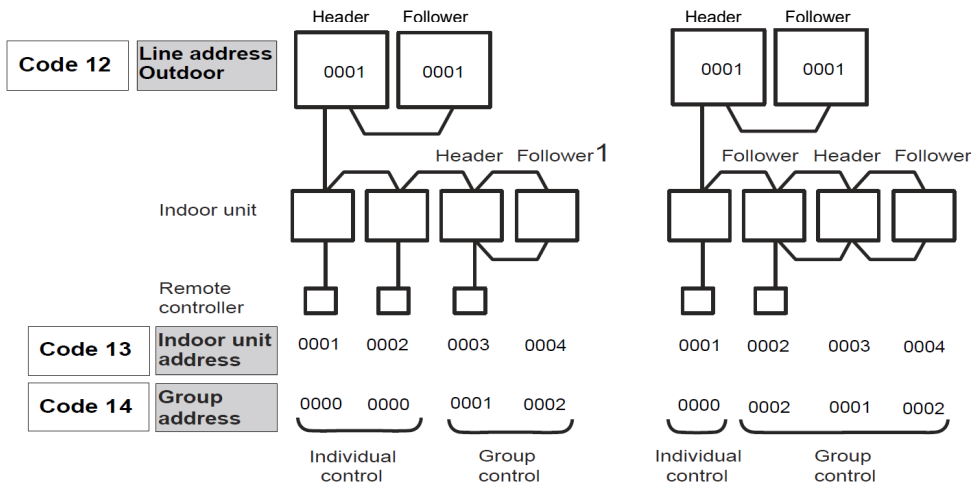 Header Follower Header Follower
Code 12 Line address
Outdoor
0001 0001 0001 0001
Header Follower1 Follower Header Follower
Indoor unit
Remote
controller
Code 13 Indoor unit
address
0001 0002 0003 0004 0001 0002 0003 0004
Code 14 Group
address
0000 0000 0001 0002 0000 0002 0001 0002
Individual
control
Group
control
Individual
control
Group
control